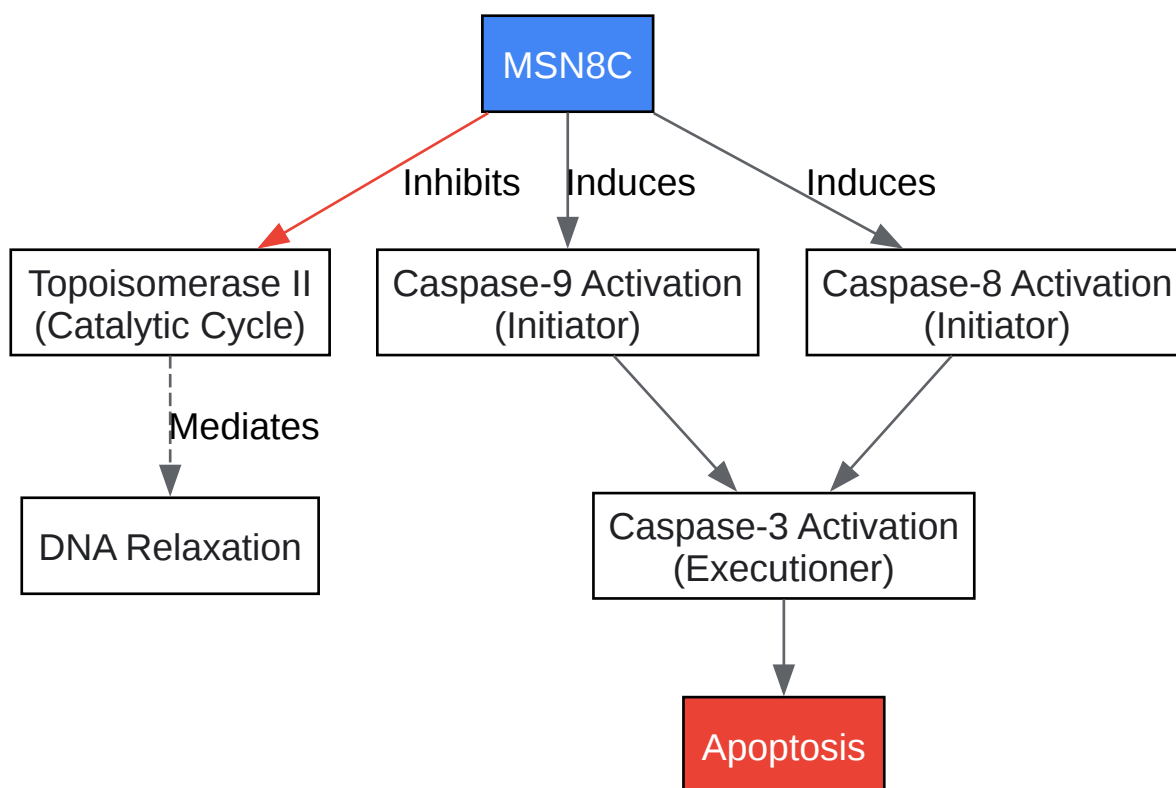 MSN8C
Inhibits
Induces
Induces
Topoisomerase II
(Catalytic Cycle)
Caspase-9 Activation
(Initiator)
Caspase-8 Activation
(Initiator)
Mediates
DNA Relaxation
Caspase-3 Activation
(Executioner)
Apoptosis